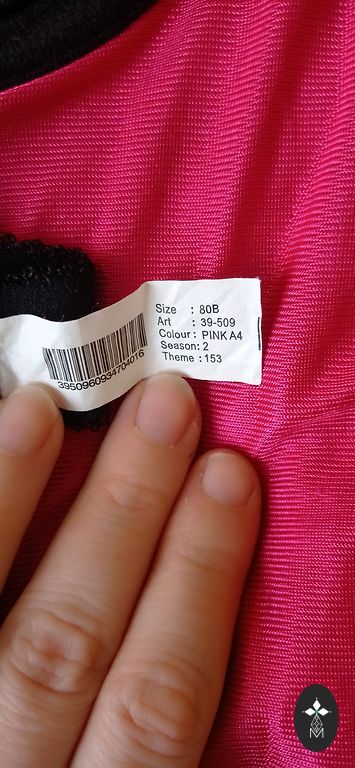 Size : 80B
Art : 39-509
Colour : PINK A4
Season: 2
Theme : 153
3950960934704016
M